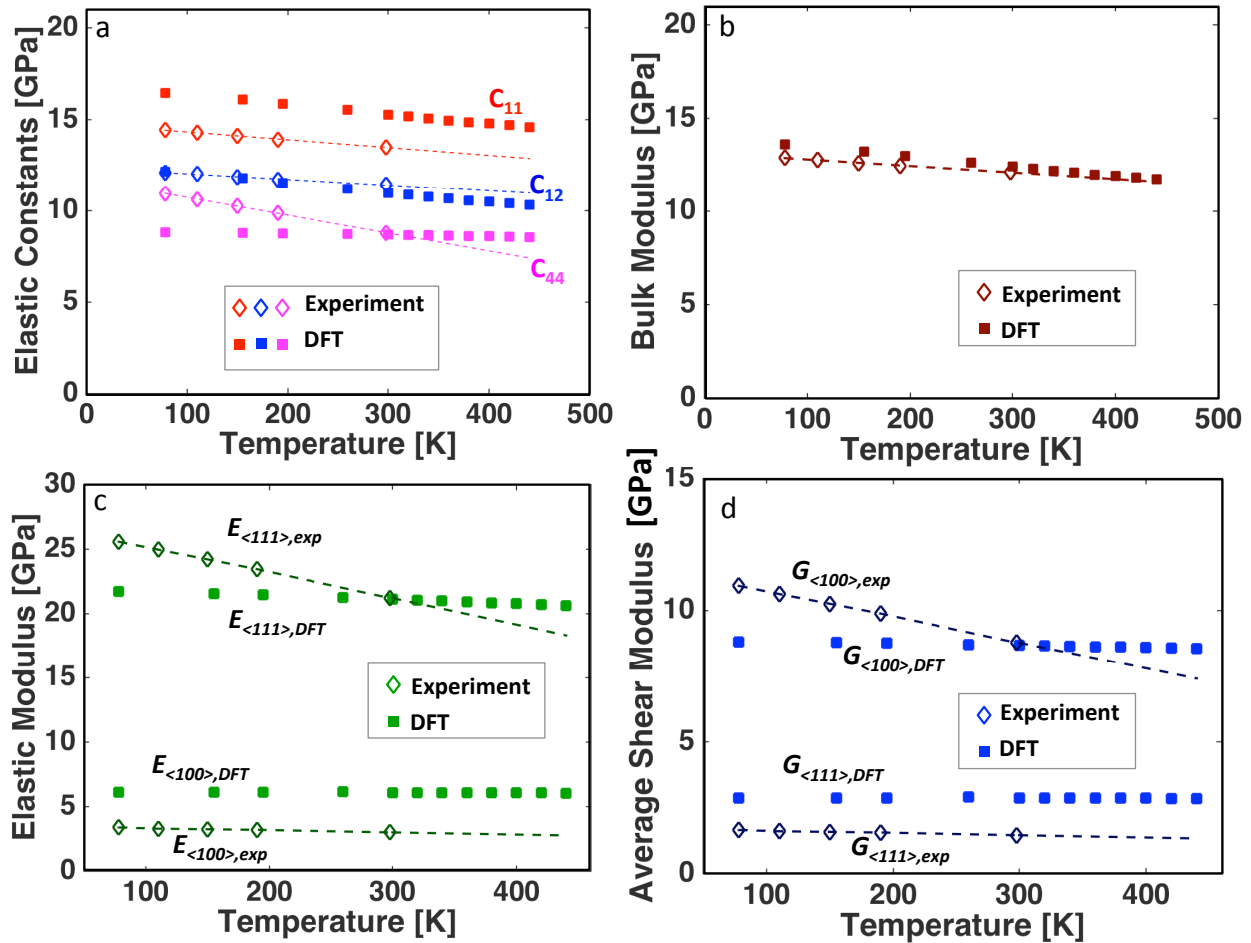 a
Elastic Constants [GPa]
20
15
10
5
0
C11
C12
C44
Experiment
DFT
0 100 200 300 400 500
Temperature [K]
Bulk Modulus [GPa]
20
15
10
5
0
b
Experiment
DFT
0 100 200 300 400 500
Temperature [K]
c
Elastic Modulus [GPa]
30
25
20
15
10
5
0
E<111>,exp
E<111>,DFT
Experiment
DFT
E<100>,DFT
E<100>,exp
100 200 300 400
Temperature [K]
d
Average Shear Modulus [GPa]
15
10
5
0
G<100>,exp
G<100>,DFT
Experiment
DFT
G<111>,DFT
G<111>,exp
100 200 300 400
Temperature [K]